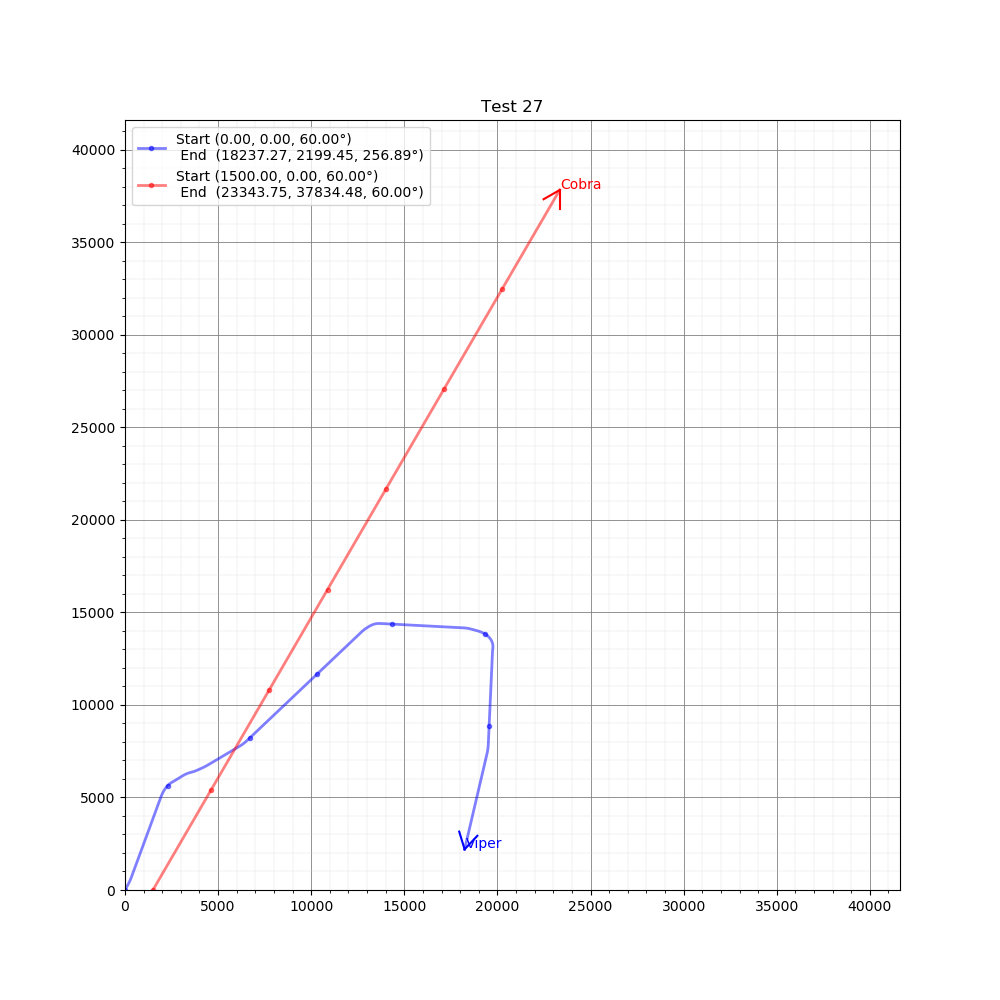 Test 27
Start (0.00, 0.00, 60.00°)
End (18237.27, 2199.45, 256.89°)
Start (1500.00, 0.00, 60.00°)
End (23343.75, 37834.48, 60.00°)
Cobra
Viper
40000
35000
30000
25000
20000
15000
10000
5000
0
0 5000 10000 15000 20000 25000 30000 35000 40000